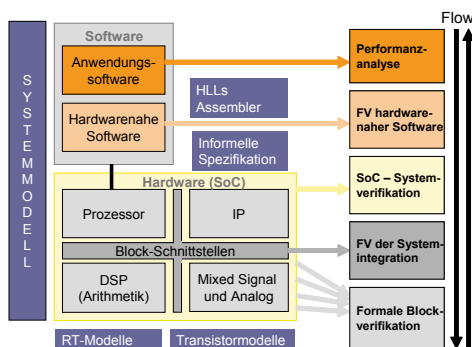 Flow
S
Y
S
T
E
M
M
O
D
E
L
L
Software
Anwendungs-
software
Hardwarenahe
Software
HLLs
Assembler
Informelle
Spezifikation
Hardware (SoC)
Prozessor
IP
Block-Schnittstellen
DSP
(Arithmetik)
Mixed Signal
und Analog
RT-Modelle
Transistormodelle
Performanz-
analyse
FV hardware-
naher Software
SoC – System-
verifikation
FV der System-
integration
Formale Block-
verifikation